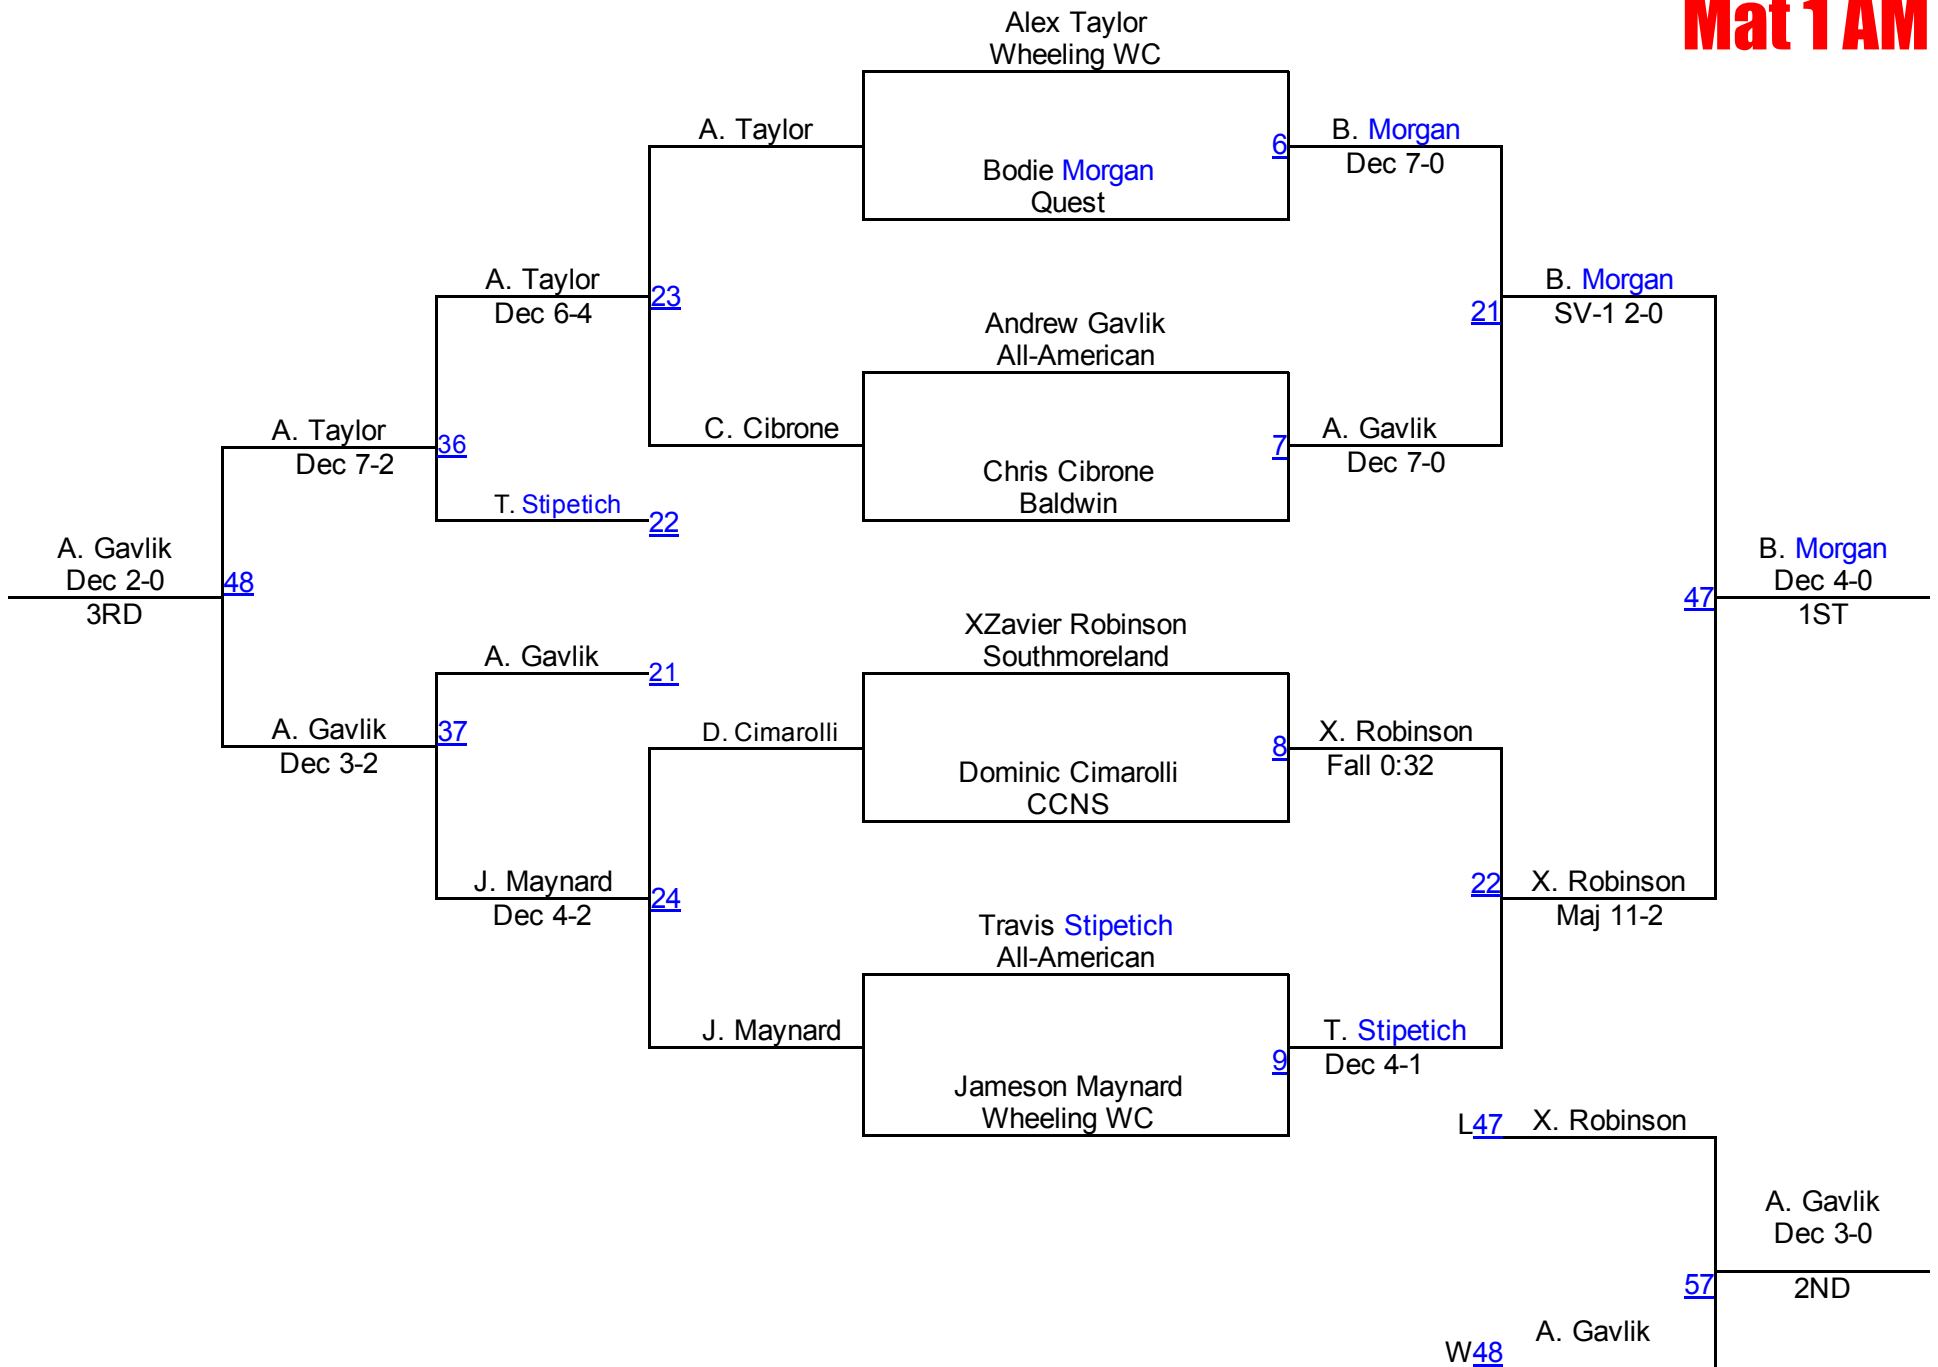 Mat 1 AM
Alex Taylor
Wheeling WC
A. Taylor
6
B. Morgan
Dec 7-0
Bodie Morgan
Quest
A. Taylor
Dec 6-4
23
B. Morgan
SV-1 2-0
21
Andrew Gavlik
All-American
A. Taylor
Dec 7-2
36
C. Cibrone
7
A. Gavlik
Dec 7-0
Chris Cibrone
Baldwin
T. Stipetich
22
A. Gavlik
Dec 2-0
3RD
48
B. Morgan
Dec 4-0
1ST
47
XZavier Robinson
Southmoreland
A. Gavlik
21
A. Gavlik
Dec 3-2
37
D. Cimarolli
8
X. Robinson
Fall 0:32
Dominic Cimarolli
CCNS
J. Maynard
Dec 4-2
24
22
X. Robinson
Maj 11-2
Travis Stipetich
All-American
J. Maynard
9
T. Stipetich
Dec 4-1
Jameson Maynard
Wheeling WC
L47
X. Robinson
A. Gavlik
Dec 3-0
2ND
57
A. Gavlik
W48